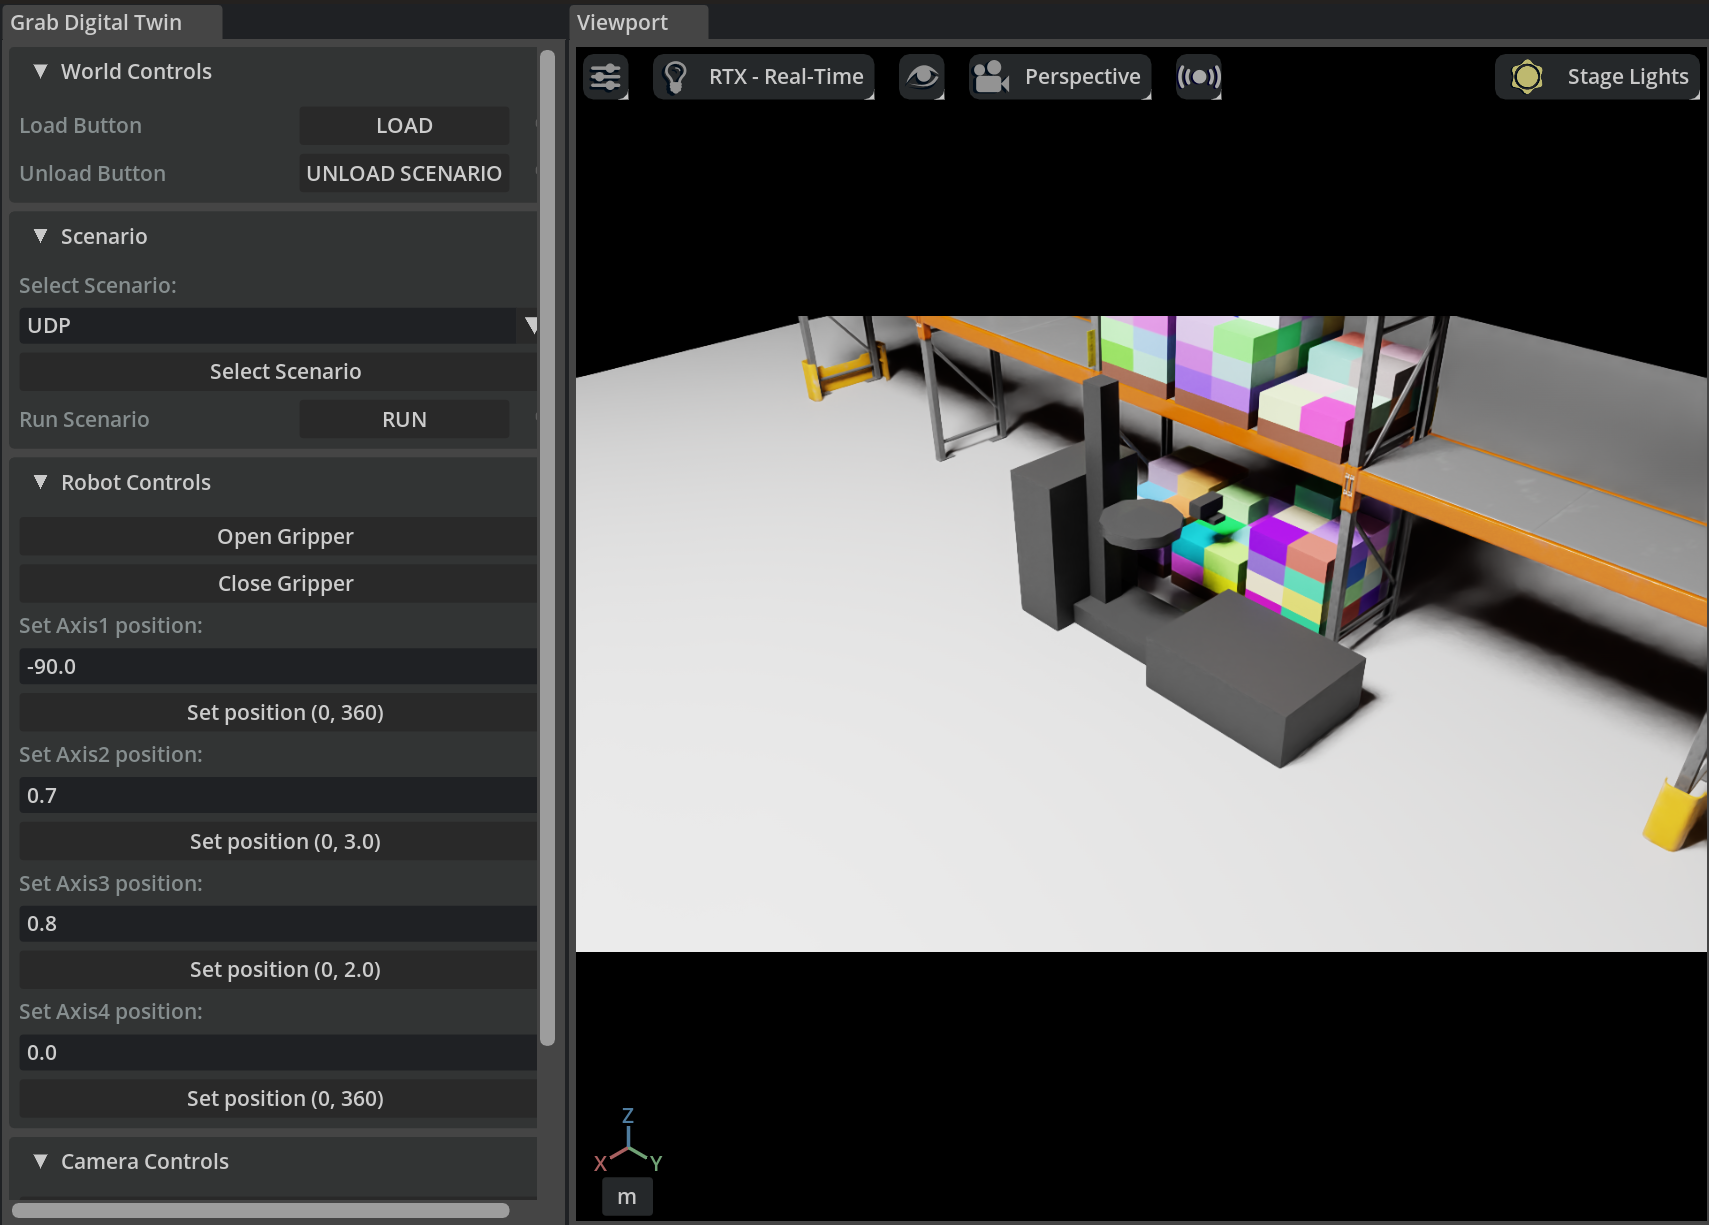 Grab Digital Twin
World Controls
Load Button
LOAD
Unload Button
UNLOAD SCENARIO
Scenario
Select Scenario:
UDP
Select Scenario
Run Scenario
RUN
Robot Controls
Open Gripper
Close Gripper
Set Axis1 position:
-90.0
Set position (0, 360)
Set Axis2 position:
0.7
Set position (0, 3.0)
Set Axis3 position:
0.8
Set position (0, 2.0)
Set Axis4 position:
0.0
Set position (0, 360)
Camera Controls
Viewport
RTX - Real-Time
Perspective
Stage Lights
Z
X
Y
m